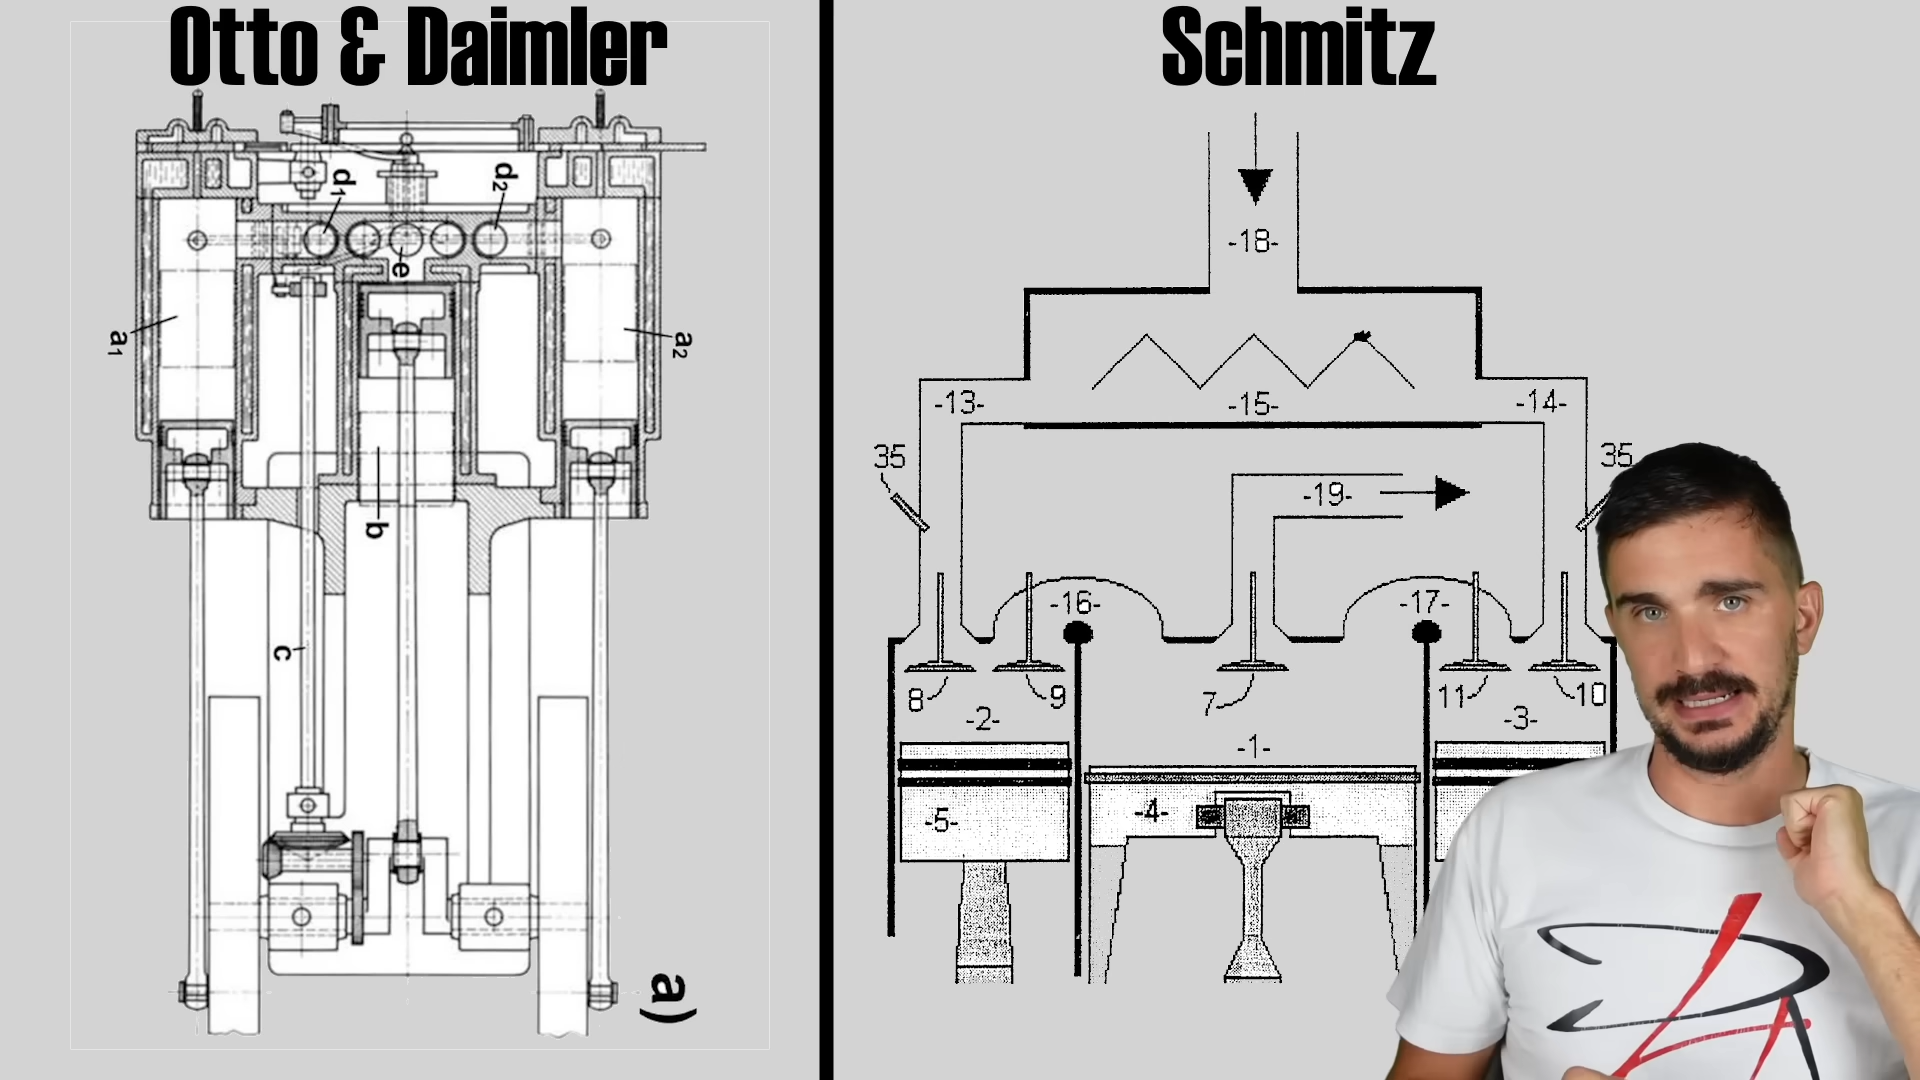 Otto & Daimler
Schmitz
d1
d2
e
a1
a2
b
c
a)
-18-
-13-
-15-
-14-
35
35
-19-
-16-
-17-
8
9
7
11
10
-2-
-3-
-1-
-5-
-4-